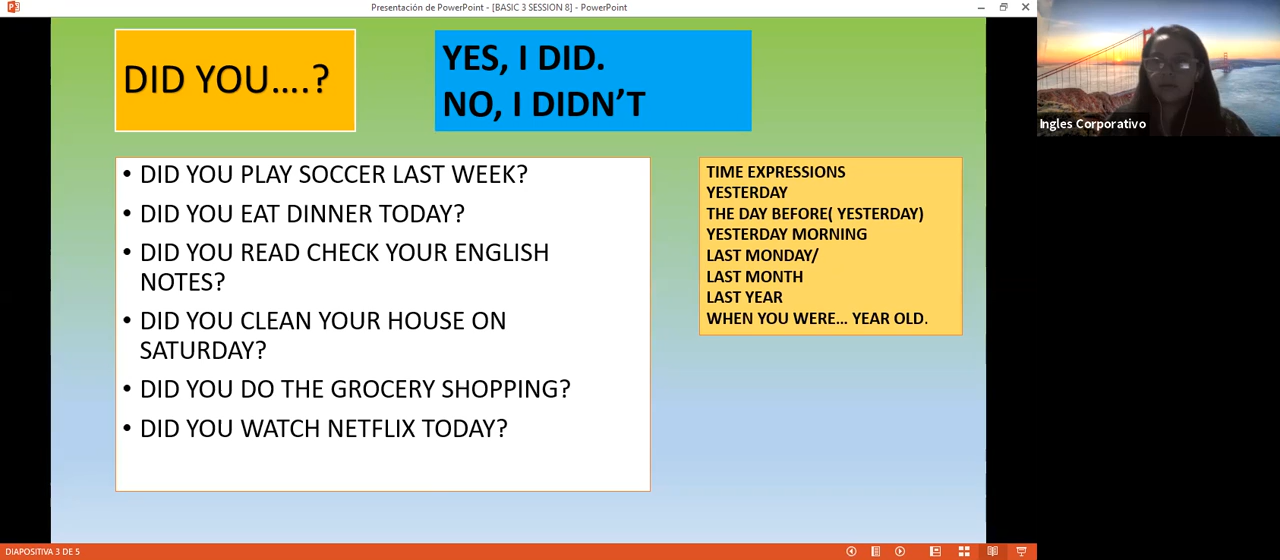 Presentación de PowerPoint - [BASIC 3 SESSION 8] - PowerPoint
Ingles Corporativo
DID YOU....?
YES, I DID.
NO, I DIDN'T
• DID YOU PLAY SOCCER LAST WEEK?
• DID YOU EAT DINNER TODAY?
• DID YOU READ CHECK YOUR ENGLISH
NOTES?
• DID YOU CLEAN YOUR HOUSE ON
SATURDAY?
• DID YOU DO THE GROCERY SHOPPING?
• DID YOU WATCH NETFLIX TODAY?
TIME EXPRESSIONS
YESTERDAY
THE DAY BEFORE( YESTERDAY)
YESTERDAY MORNING
LAST MONDAY/
LAST MONTH
LAST YEAR
WHEN YOU WERE... YEAR OLD.
DIAPOSITIVA 3 DE 5